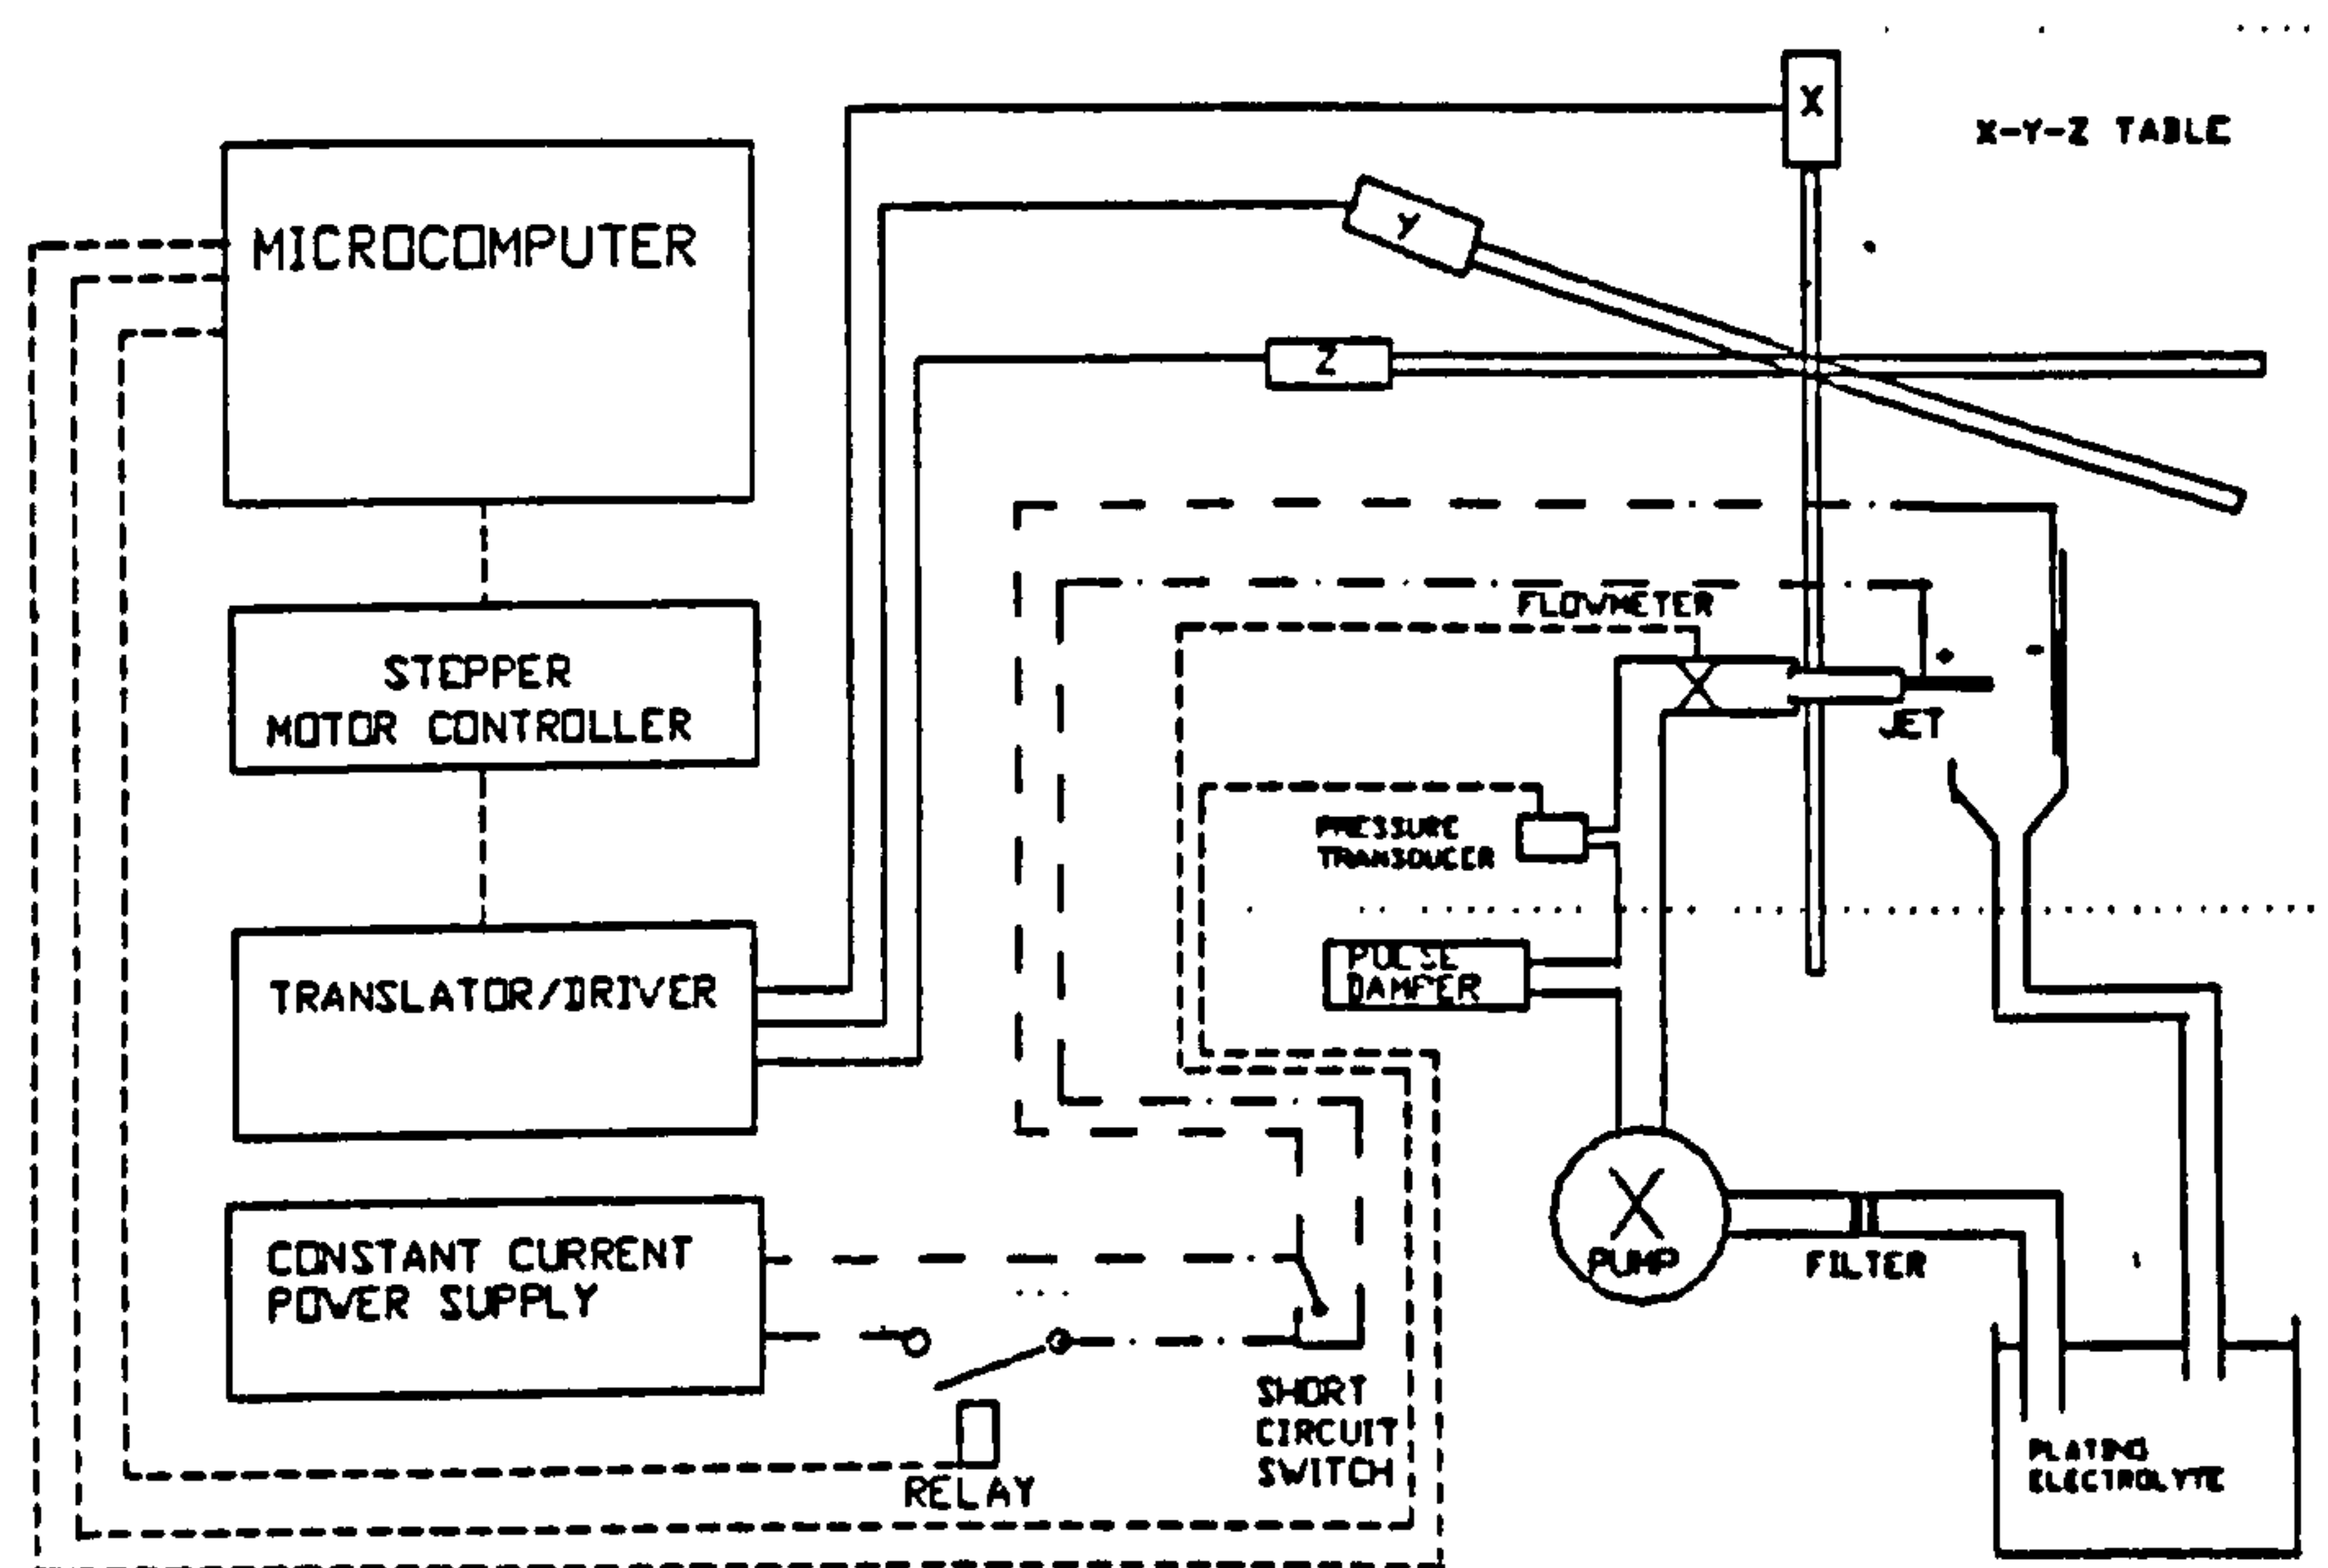 X
X-Y-Z TABLE
Y
MICROCOMPUTER
Z
FLOWMETER
STEPPER
MOTOR CONTROLLER
JET
PRESSURE
TRANSDUCER
PULSE
DAMPER
TRANSLATOR/DRIVER
CONSTANT CURRENT
POWER SUPPLY
PUMP
FILTER
SHORT
CIRCUIT
SWITCH
RELAY
PLATING
ELECTROLYTE